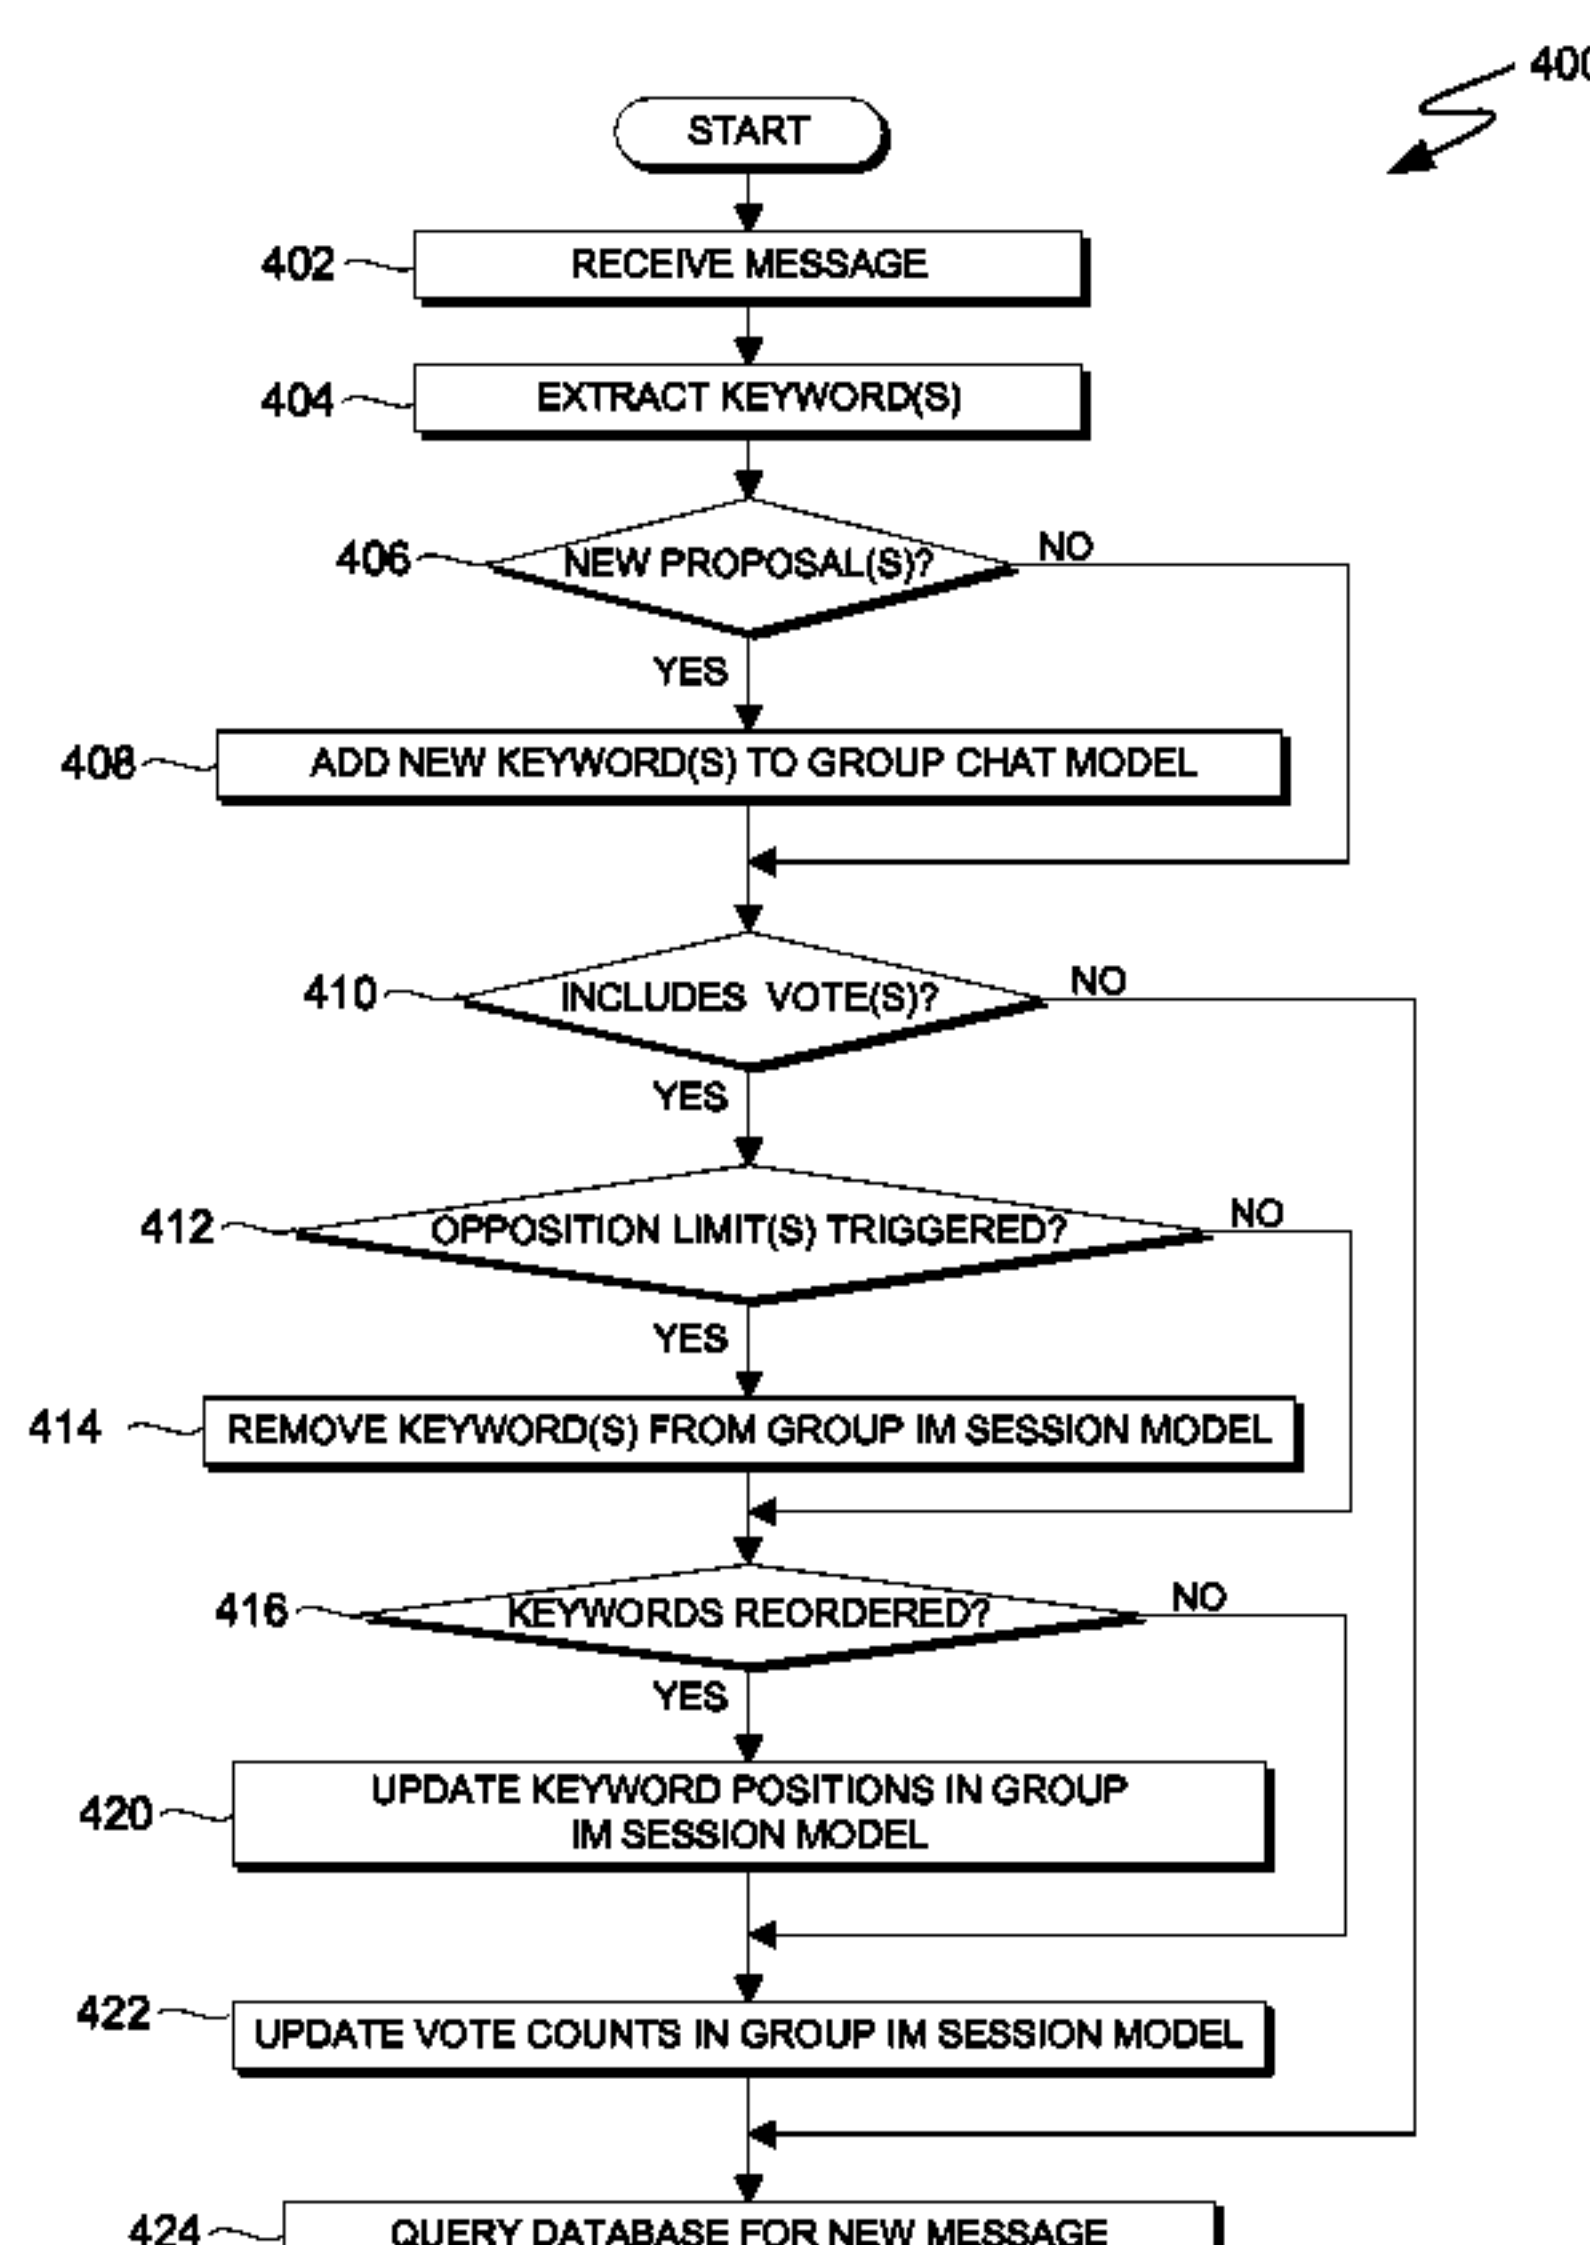 400
START
402
RECEIVE MESSAGE
404
EXTRACT KEYWORD(S)
406
NEW PROPOSAL(S)?
NO
YES
408
ADD NEW KEYWORD(S) TO GROUP CHAT MODEL
410
INCLUDES VOTE(S)?
NO
YES
412
OPPOSITION LIMIT(S) TRIGGERED?
NO
YES
414
REMOVE KEYWORD(S) FROM GROUP IM SESSION MODEL
416
KEYWORDS REORDERED?
NO
YES
420
UPDATE KEYWORD POSITIONS IN GROUP
IM SESSION MODEL
422
UPDATE VOTE COUNTS IN GROUP IM SESSION MODEL
424
QUERY DATABASE FOR NEW MESSAGE